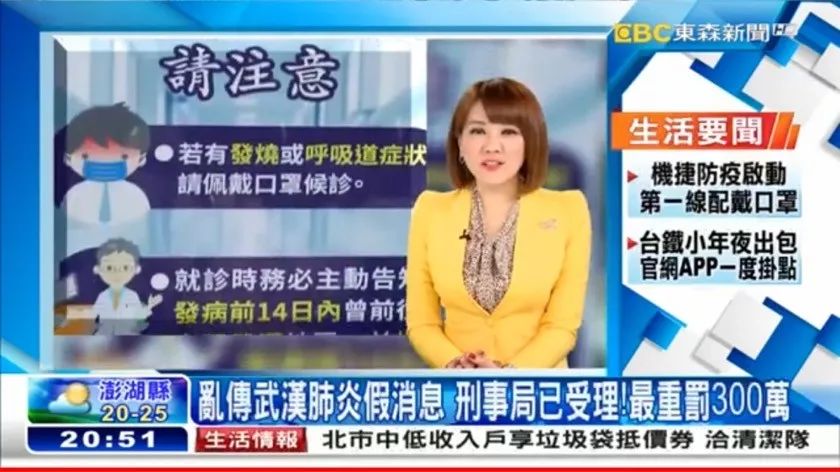 EBC東森新聞HD
請注意
●若有發燒或呼吸道症狀
請佩戴口罩候診。
●就診時務必主動告知
發病前14日內曾前往
生活要聞
機捷防疫啟動
第一線配戴口罩
台鐵小年夜出包
官網APP一度掛點
澎湖縣
20-25
亂傳武漢肺炎假消息 刑事局已受理!最重罰300萬
20:51
生活情報
北市中低收入戶享垃圾袋抵價券 洽清潔隊